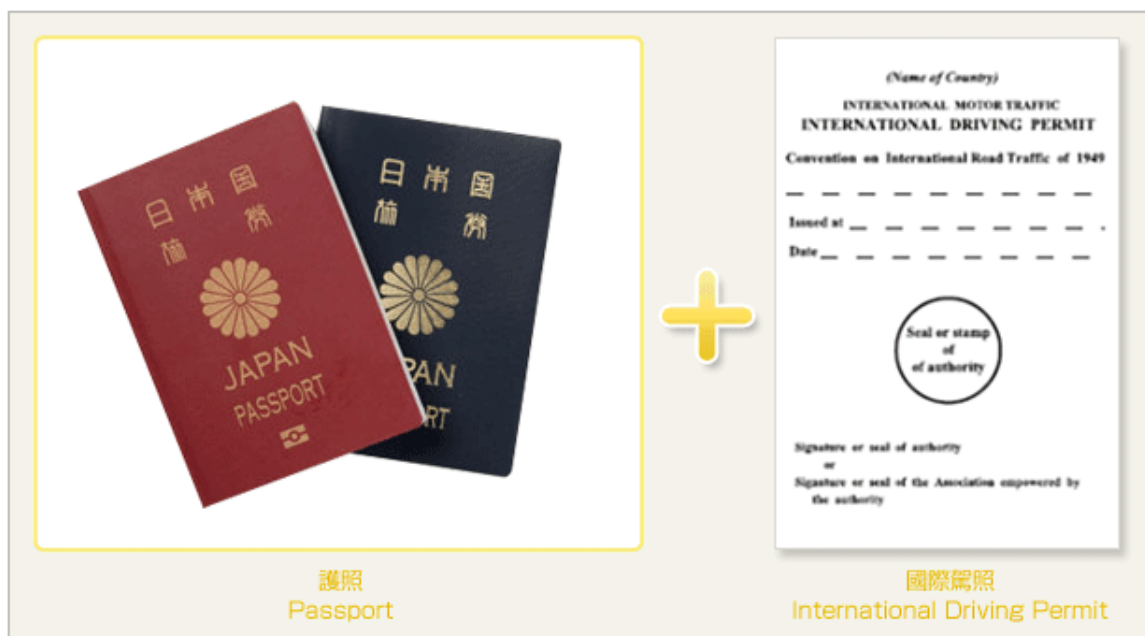 日本国
旅券
JAPAN
PASSPORT
日本国
旅券
PAN
RT
護照
Passport
(Name of Country)
INTERNATIONAL MOTOR TRAFFIC
INTERNATIONAL DRIVING PERMIT
Convention on International Road Traffic of 1949
Issued at
Date
Seal or stamp
of
of authority
Signature or seal of authority
or
Signature or seal of the Association empowered by
the authority
國際駕照
International Driving Permit